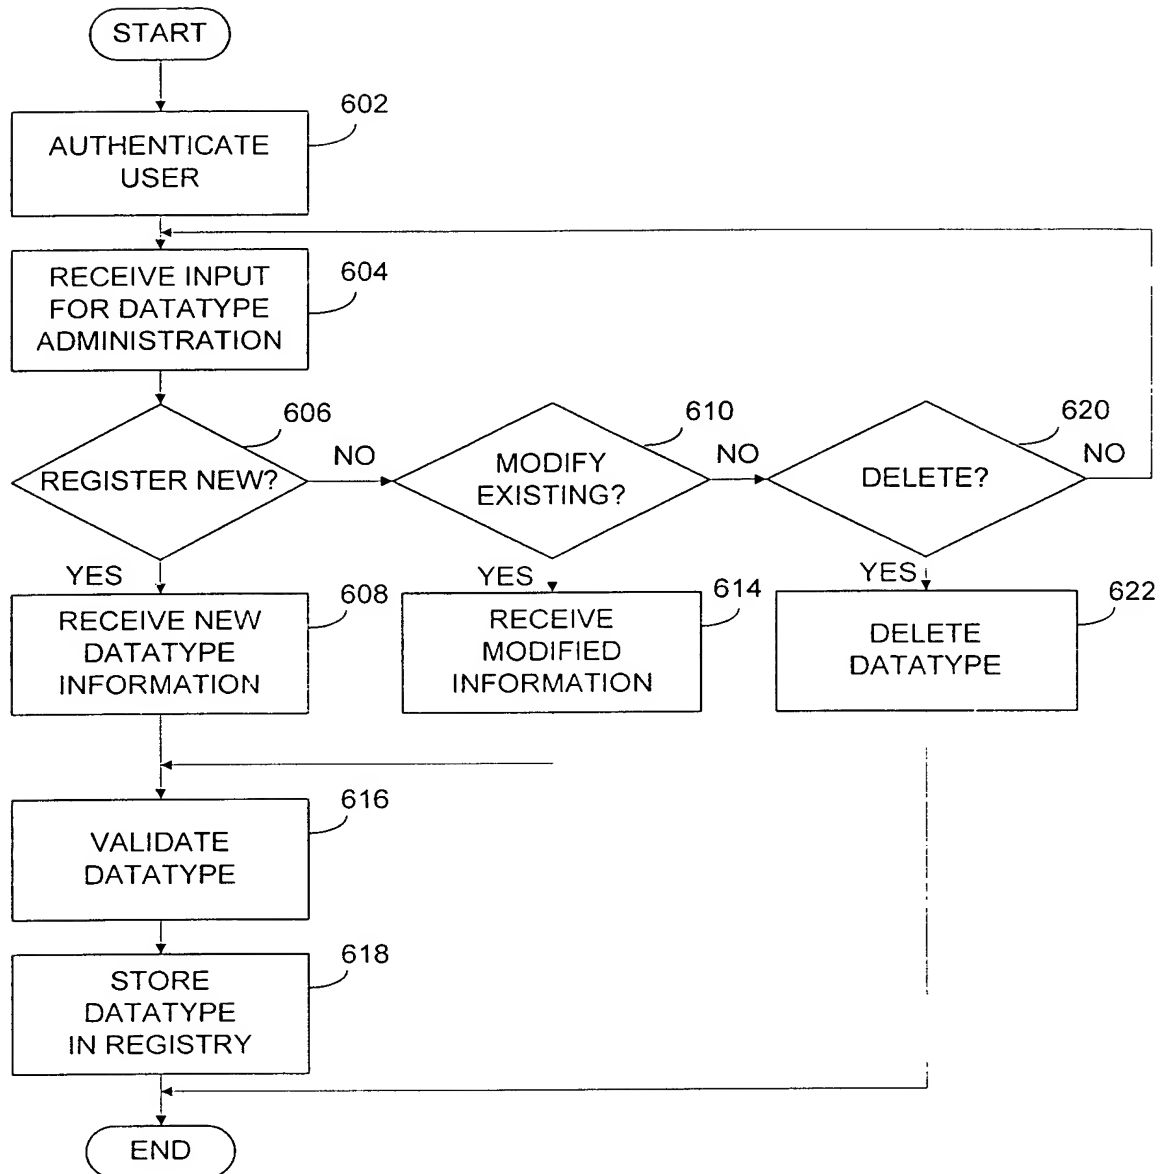 START
602
AUTHENTICATE
USER
604
RECEIVE INPUT
FOR DATATYPE
ADMINISTRATION
606
REGISTER NEW?
NO
610
MODIFY
EXISTING?
NO
620
DELETE?
NO
YES
608
RECEIVE NEW
DATATYPE
INFORMATION
YES
614
RECEIVE
MODIFIED
INFORMATION
YES
622
DELETE
DATATYPE
616
VALIDATE
DATATYPE
618
STORE
DATATYPE
IN REGISTRY
END